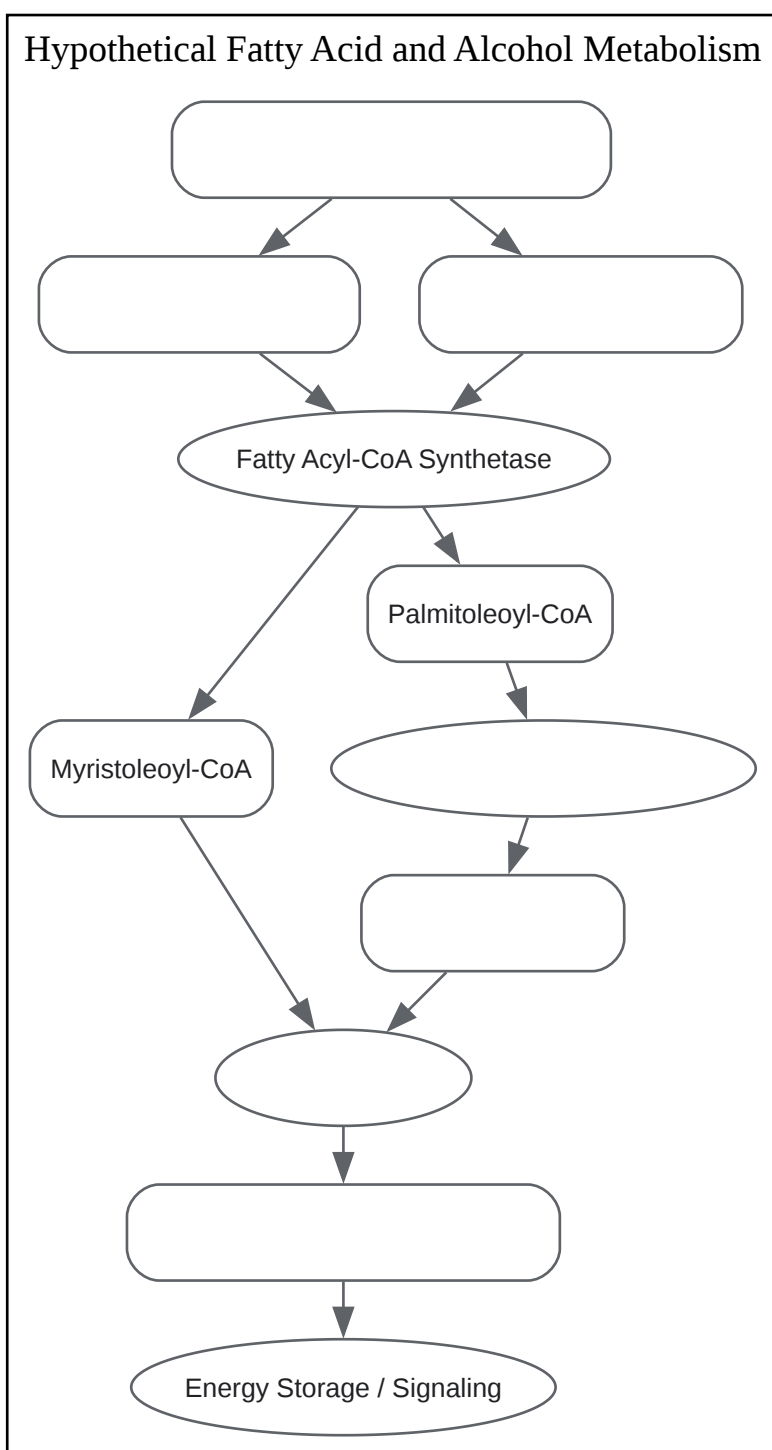 Hypothetical Fatty Acid and Alcohol Metabolism
Fatty Acyl-CoA Synthetase
Palmitoleoyl-CoA
Myristoleoyl-CoA
Energy Storage / Signaling